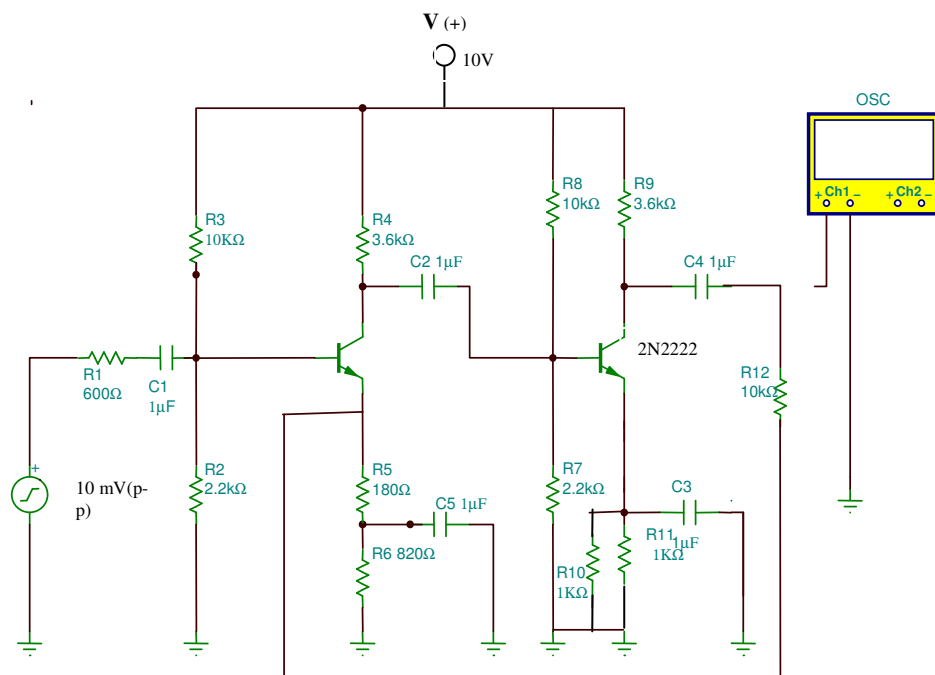 V (+)
10V
OSC
+ Ch1 − + Ch2 −
R3
10KΩ
R4
3.6kΩ
R8
10kΩ
R9
3.6kΩ
C2 1µF
C4 1µF
2N2222
R1
600Ω
C1
1µF
R12
10kΩ
+
10 mV(p-
p)
R2
2.2kΩ
R5
180Ω
C5 1µF
R6 820Ω
R7
2.2kΩ
C3
1µF
R11
1KΩ
R10
1KΩ